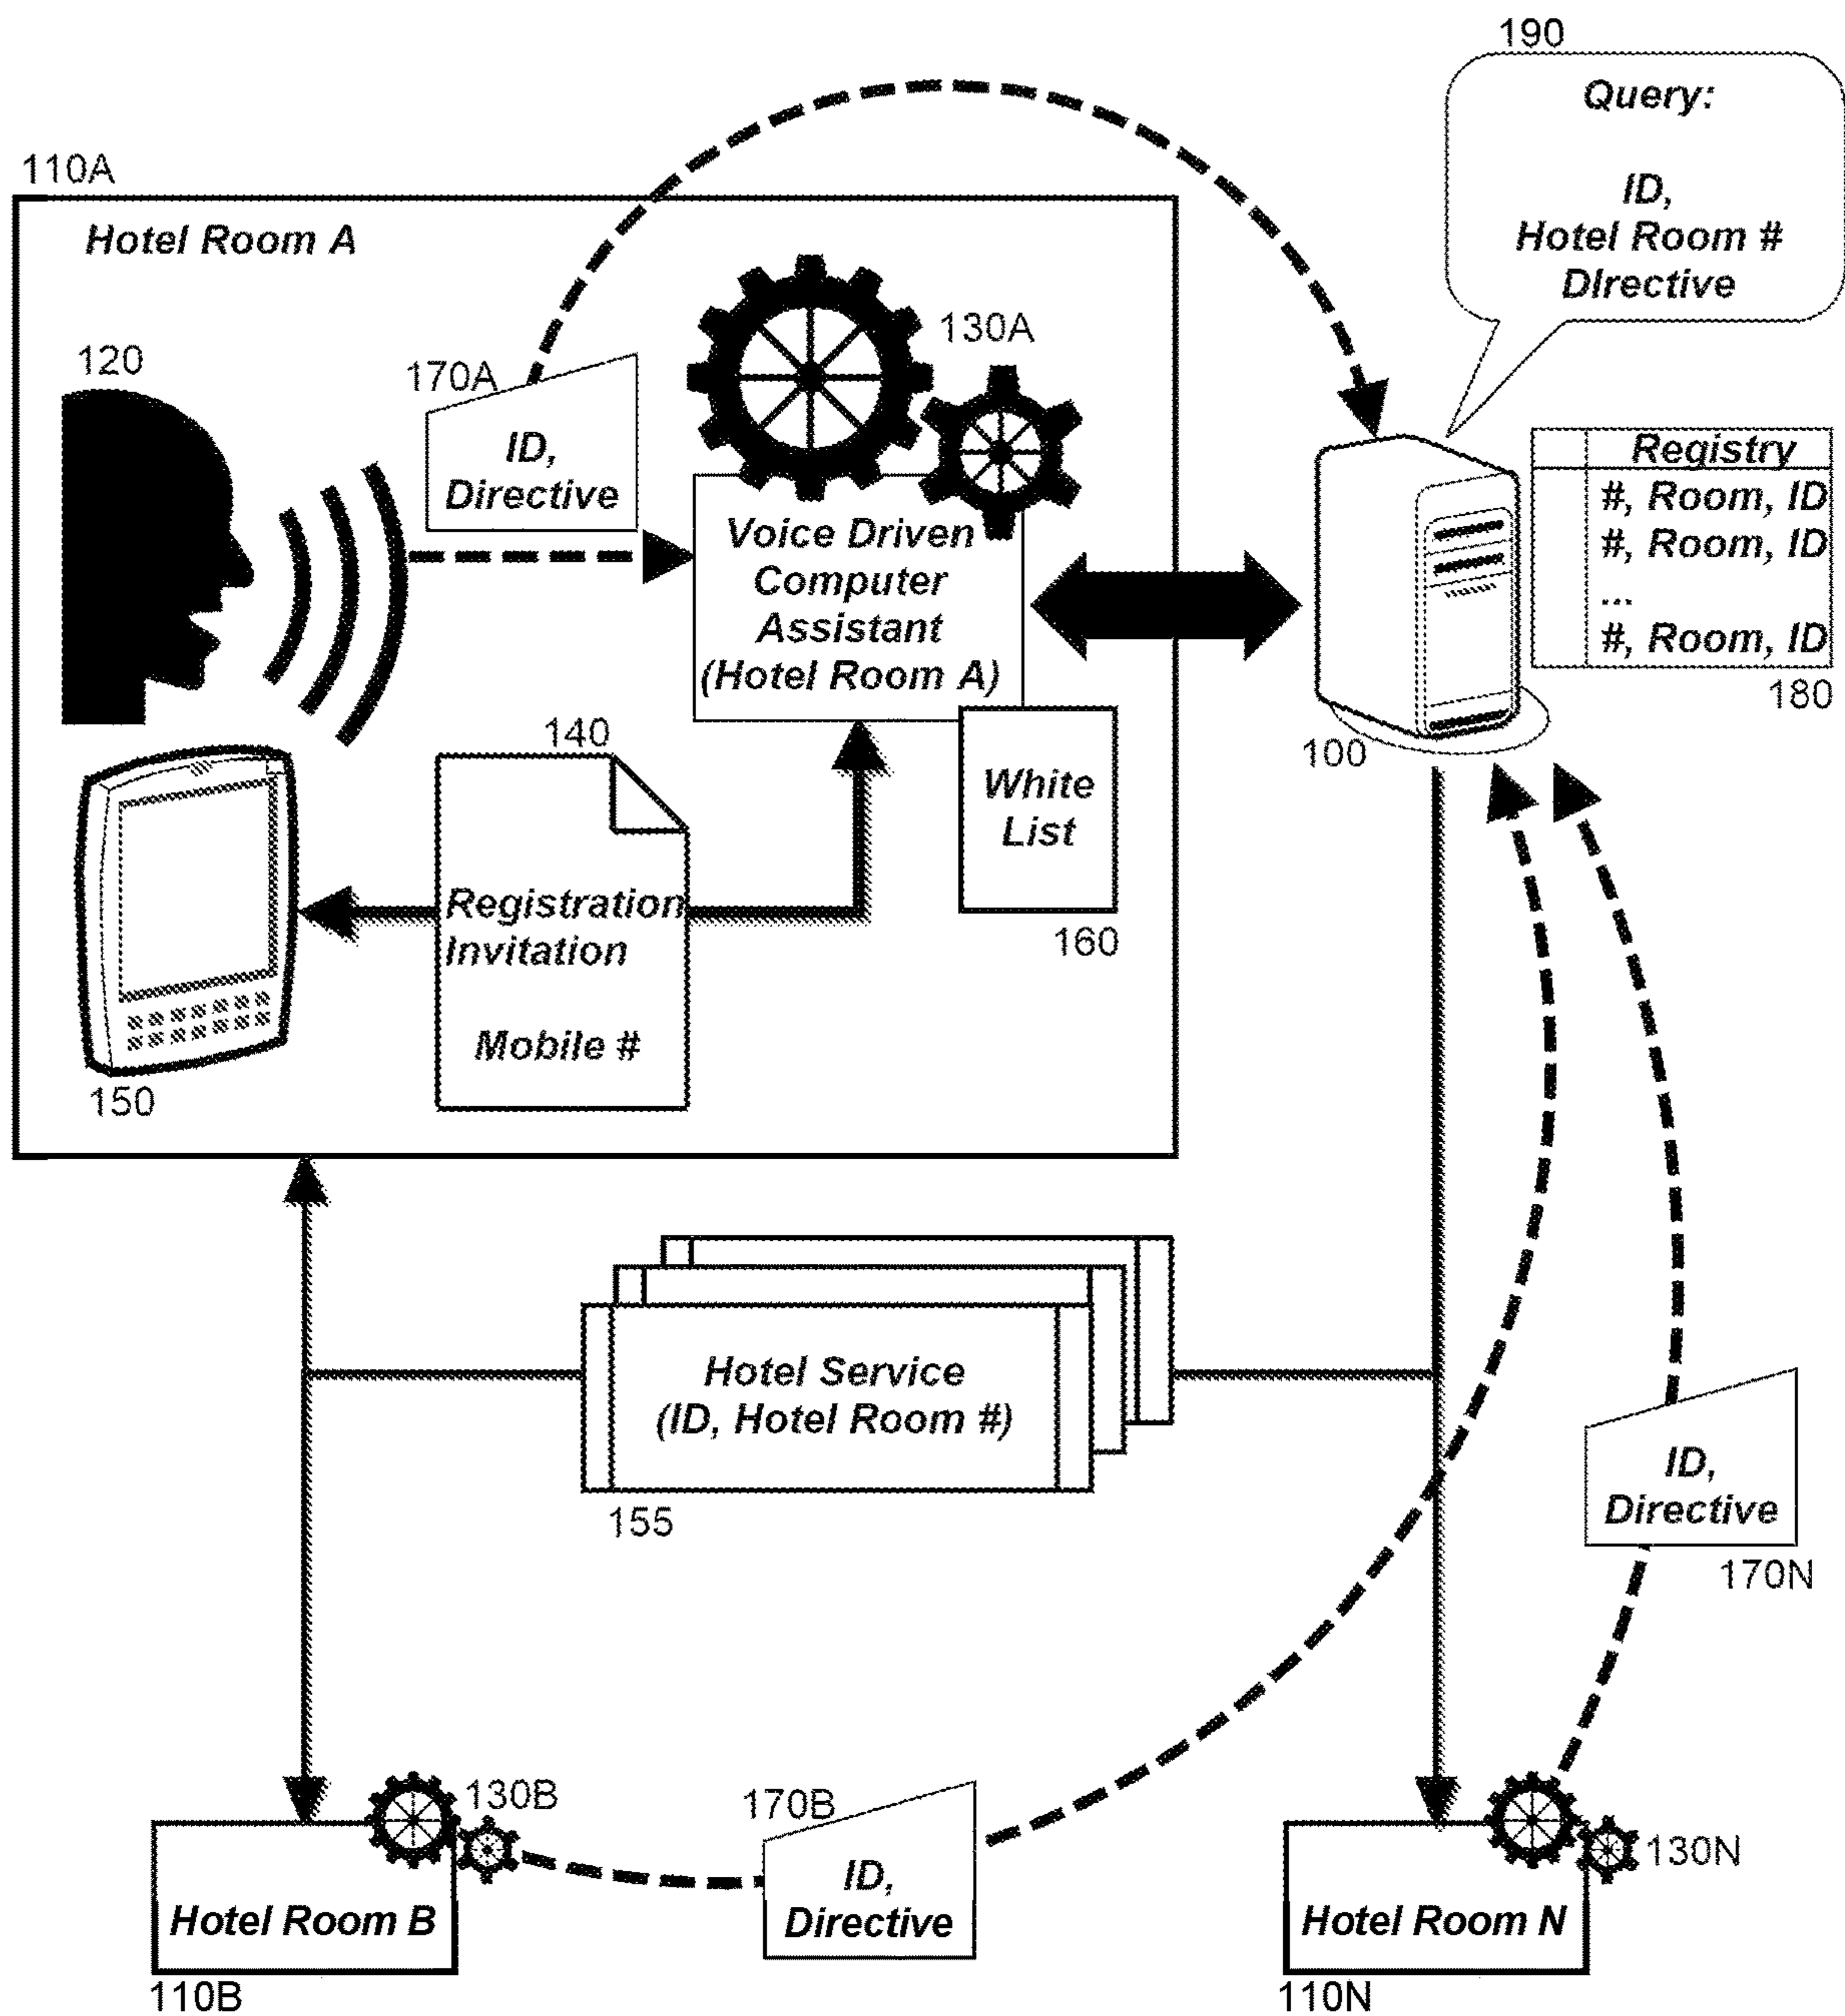 190
Query:
ID,
Hotel Room #
DIrective
110A
Hotel Room A
130A
120
170A
ID,
Directive
Registry
#, Room, ID
#, Room, ID
...
#, Room, ID
180
Voice Driven
Computer
Assistant
(Hotel Room A)
100
140
White
List
160
Registration
Invitation
Mobile #
150
Hotel Service
(ID, Hotel Room #)
155
ID,
Directive
170N
130B
170B
ID,
Directive
130N
Hotel Room B
110B
Hotel Room N
110N